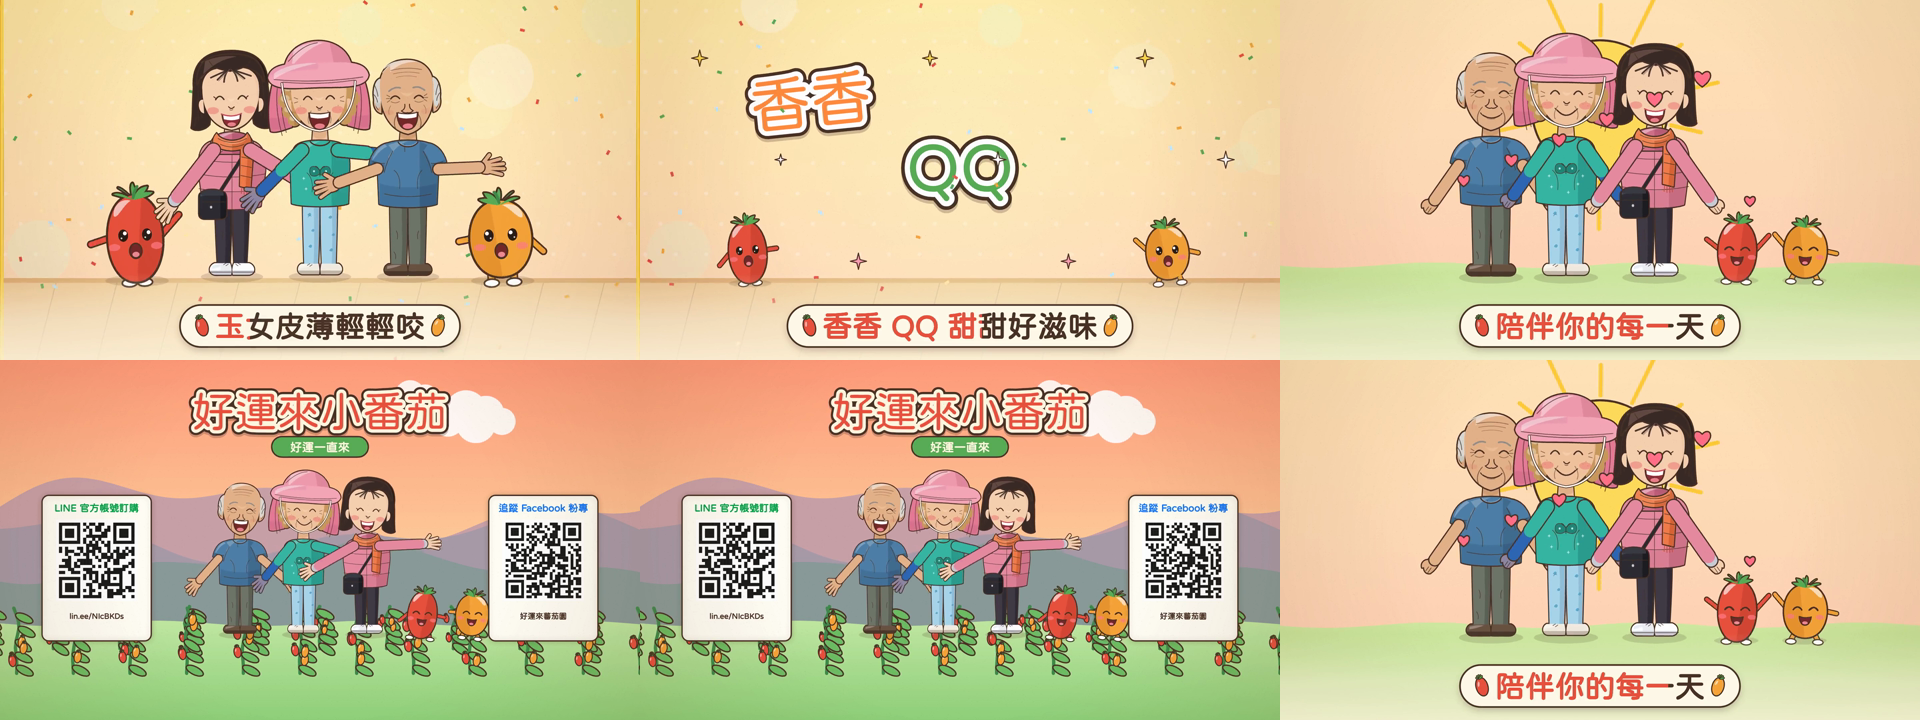 玉女皮薄輕輕咬
香香
QQ
香香 QQ 甜甜好滋味
陪伴你的每一天
好運來小番茄
好運一直來
LINE 官方帳號訂購
lin.ee/NIcBKDs
追蹤 Facebook 粉專
好運來蕃茄園
好運來小番茄
好運一直來
LINE 官方帳號訂購
lin.ee/NIcBKDs
追蹤 Facebook 粉專
好運來蕃茄園
陪伴你的每一天